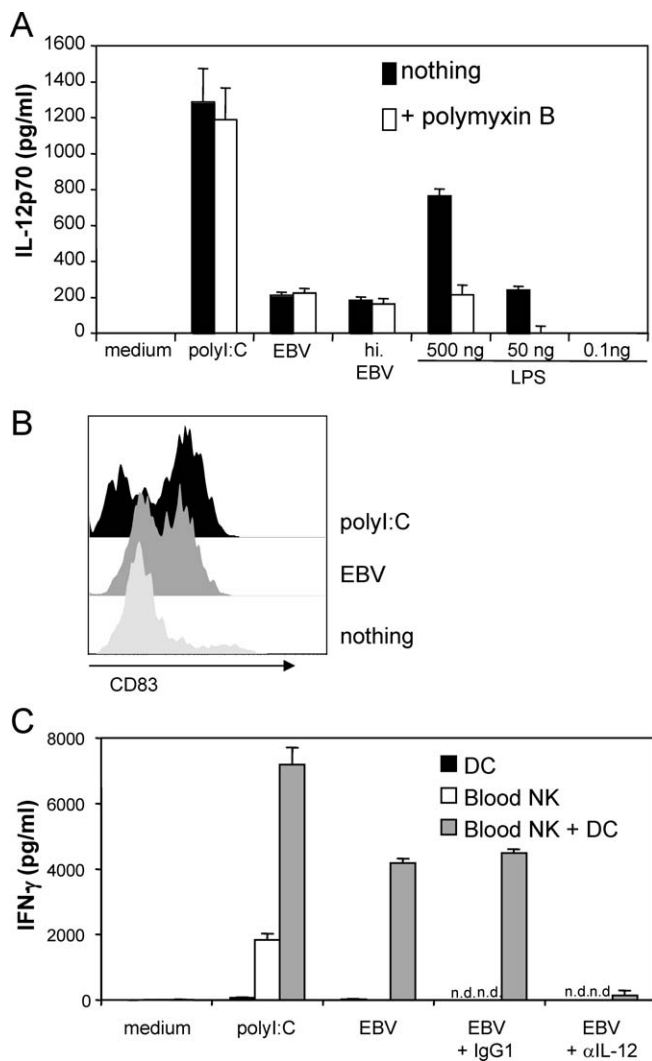 A
1600
1400
1200
1000
800
600
400
200
0
IL-12p70 (pg/ml)
nothing
+ polymyxin B
medium polyI:C EBV hi. 500 ng 50 ng 0.1ng
EBV LPS
B
polyI:C
EBV
nothing
CD83
C
8000
6000
4000
2000
0
IFNγ (pg/ml)
DC
Blood NK
Blood NK + DC
n.d.n.d. n.d.n.d
medium polyI:C EBV EBV EBV
+ IgG1 + αIL-12